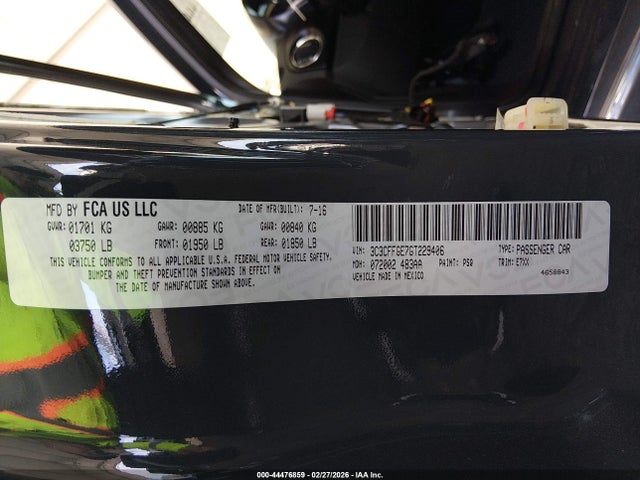 MFD BY FCA US LLC DATE OF MFR(BUILT): 7-16
GVWR: 01701 KG GAWR: 00885 KG GAWR: 00840 KG
03750 LB FRONT: 01950 LB REAR: 01850 LB
THIS VEHICLE CONFORMS TO ALL APPLICABLE U.S.A. FEDERAL MOTOR VEHICLE SAFETY,
BUMPER AND THEFT PREVENTION STANDARDS IN EFFECT ON
THE DATE OF MANUFACTURE SHOWN ABOVE.
VIN: 3C3CFFGE7GT229406 TYPE: PASSENGER CAR
MDH: 072002 483AA PAINT: PSQ TRIM: E7XX
VEHICLE MADE IN MEXICO 4658843
000-44476859 - 02/27/2026 - IAA Inc.